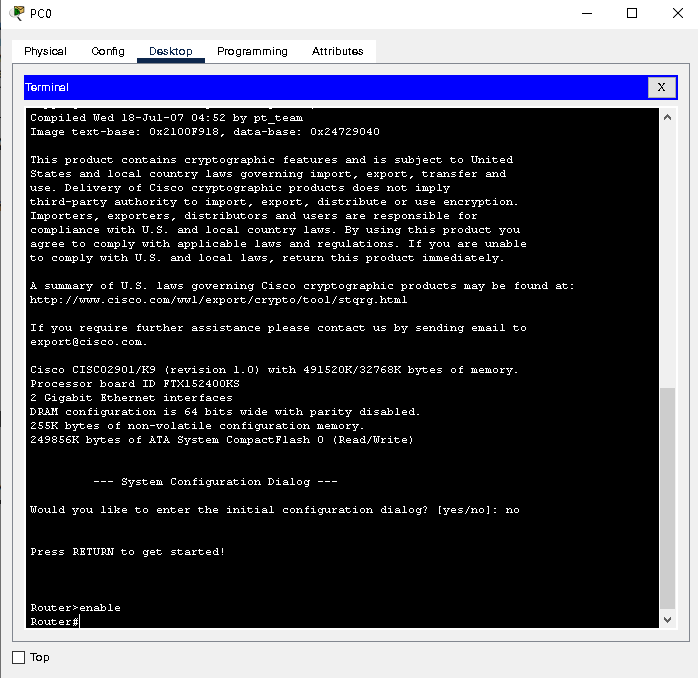 PC0
Physical Config Desktop Programming Attributes
Terminal
X
Compiled Wed 18-Jul-07 04:52 by pt_team
Image text-base: 0x2100F918, data-base: 0x24729040
This product contains cryptographic features and is subject to United
States and local country laws governing import, export, transfer and
use. Delivery of Cisco cryptographic products does not imply
third-party authority to import, export, distribute or use encryption.
Importers, exporters, distributors and users are responsible for
compliance with U.S. and local country laws. By using this product you
agree to comply with applicable laws and regulations. If you are unable
to comply with U.S. and local laws, return this product immediately.
A summary of U.S. laws governing Cisco cryptographic products may be found at:
http://www.cisco.com/wwl/export/crypto/tool/stqrg.html
If you require further assistance please contact us by sending email to
export@cisco.com.
Cisco CISCO2901/K9 (revision 1.0) with 491520K/32768K bytes of memory.
Processor board ID FTX152400KS
2 Gigabit Ethernet interfaces
DRAM configuration is 64 bits wide with parity disabled.
255K bytes of non-volatile configuration memory.
249856K bytes of ATA System CompactFlash 0 (Read/Write)
--- System Configuration Dialog ---
Would you like to enter the initial configuration dialog? [yes/no]: no
Press RETURN to get started!
Router>enable
Router#
Top